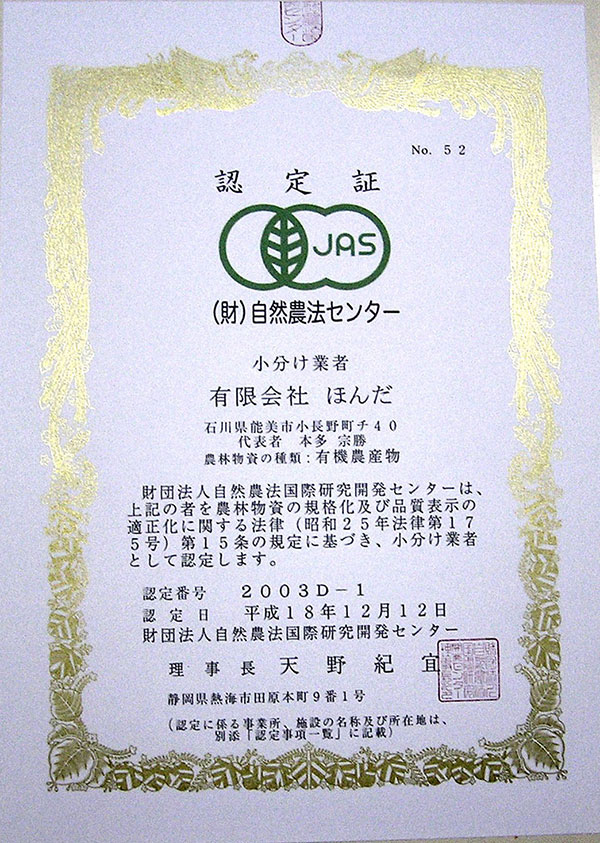 No. 52
認定証
JAS
(財)自然農法センター
小分け業者
有限会社 ほんだ
石川県能美市小長野町チ40
代表者 本多 宗勝
農林物資の種類:有機農産物
財団法人自然農法国際研究開発センターは、
上記の者を農林物資の規格化及び品質表示の
適正化に関する法律(昭和25年法律第17
5号)第15条の規定に基づき、小分け業者
として認定します。
認定番号 2003D-1
認定日 平成18年12月12日
財団法人自然農法国際研究開発センター
理事長 天野紀宜
静岡県熱海市田原本町9番1号
(認定に係る事業所、施設の名称及び所在地は、
別添「認定事項一覧」に記載)